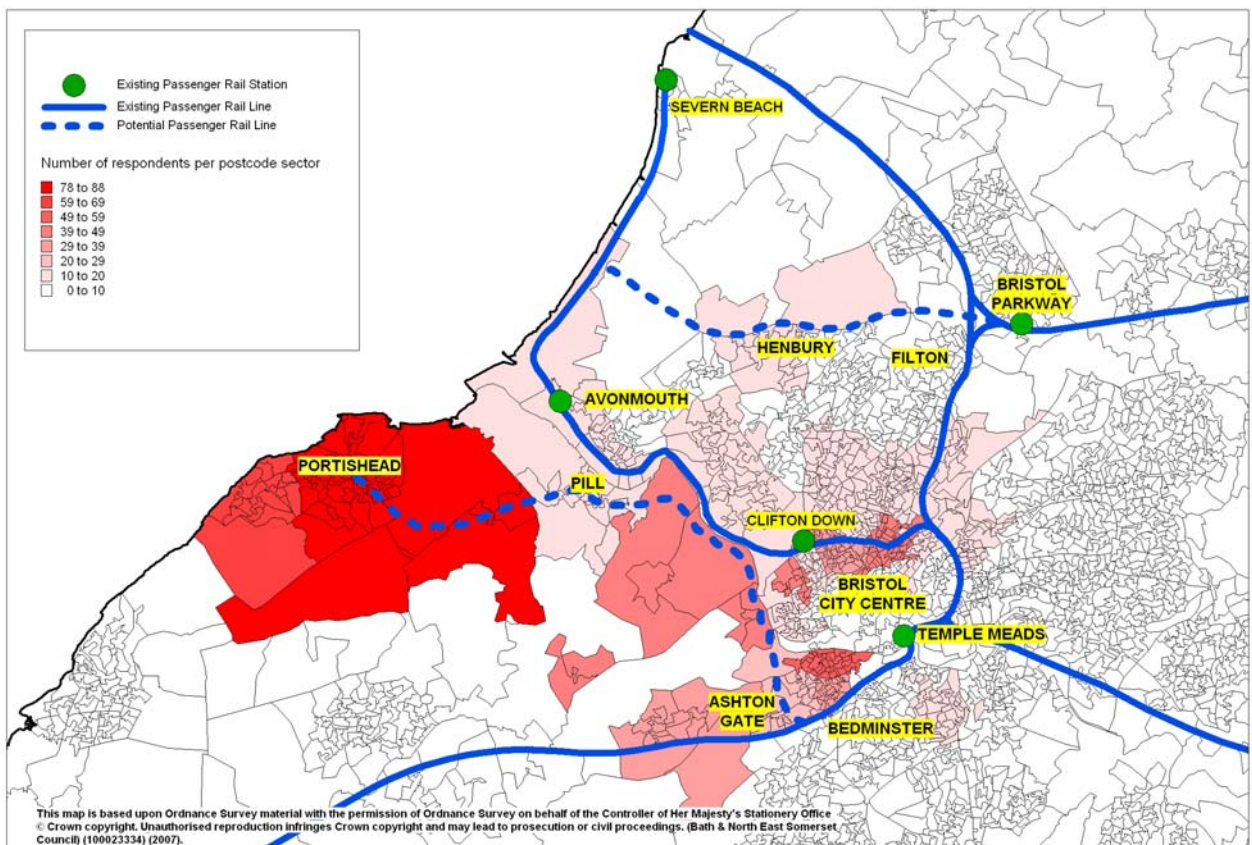 Existing Passenger Rail Station
Existing Passenger Rail Line
Potential Passenger Rail Line
Number of respondents per postcode sector
78 to 88
59 to 69
49 to 59
39 to 49
29 to 39
20 to 29
10 to 20
0 to 10
SEVERN BEACH
BRISTOL
PARKWAY
HENBURY
FILTON
AVONMOUTH
PORTISHEAD
PILL
CLIFTON DOWN
BRISTOL
CITY CENTRE
TEMPLE MEADS
ASHTON
GATE
BEDMINSTER
This map is based upon Ordnance Survey material with the permission of Ordnance Survey on behalf of the Controller of Her Majesty's Stationery Office
© Crown copyright. Unauthorised reproduction infringes Crown copyright and may lead to prosecution or civil proceedings. (Bath & North East Somerset
Council) (100023334) (2007).